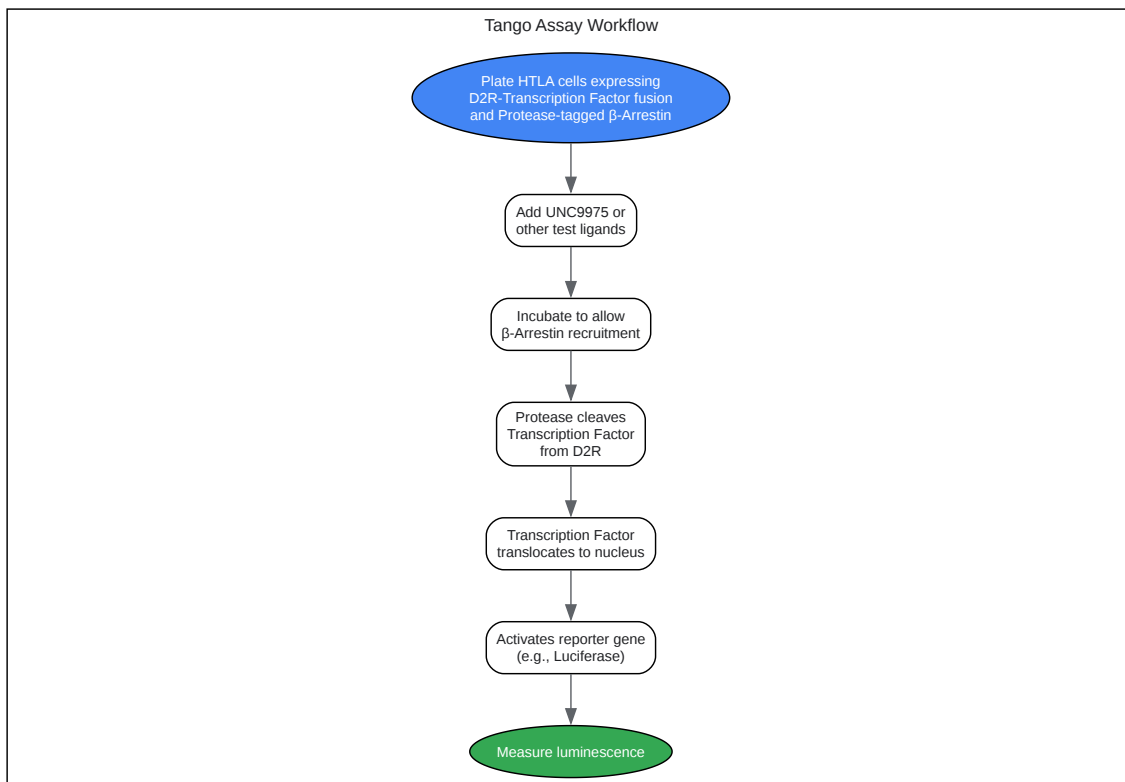 Tango Assay Workflow
Plate HTLA cells expressing
D2R-Transcription Factor fusion
and Protease-tagged β-Arrestin
Add UNC9975 or
other test ligands
Incubate to allow
β-Arrestin recruitment
Protease cleaves
Transcription Factor
from D2R
Transcription Factor
translocates to nucleus
Activates reporter gene
(e.g., Luciferase)
Measure luminescence